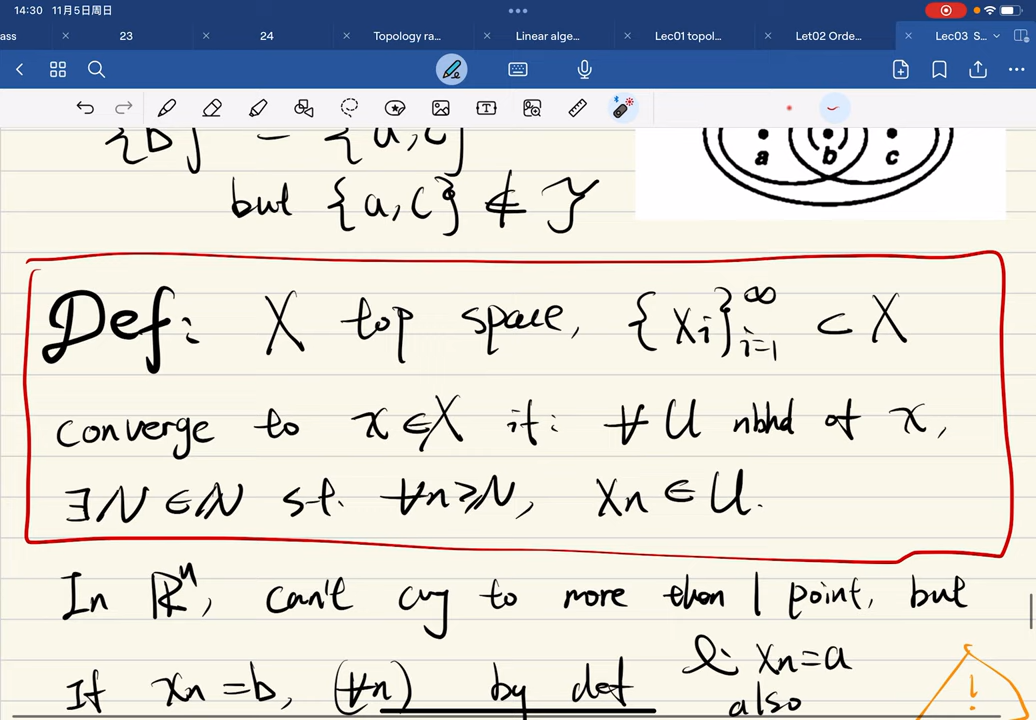 14:30 11月5日周日
ass 23 24 Topology ra... Linear alge... Lec01 topol... Let02 Orde... Lec03 S...
{b} = {a,c}
a b c
but {a,c} ∉ 𝒯
Def: X top space, {xi}∞i=1 ⊂ X
converge to x∈X if: ∀ U nbhd of x,
∃N∈ℕ s.t. ∀n≥N, xn ∈ U.
In ℝⁿ, can't cvg to more than 1 point, but
If xn = b, (∀n) by def
li xn = a
also
!